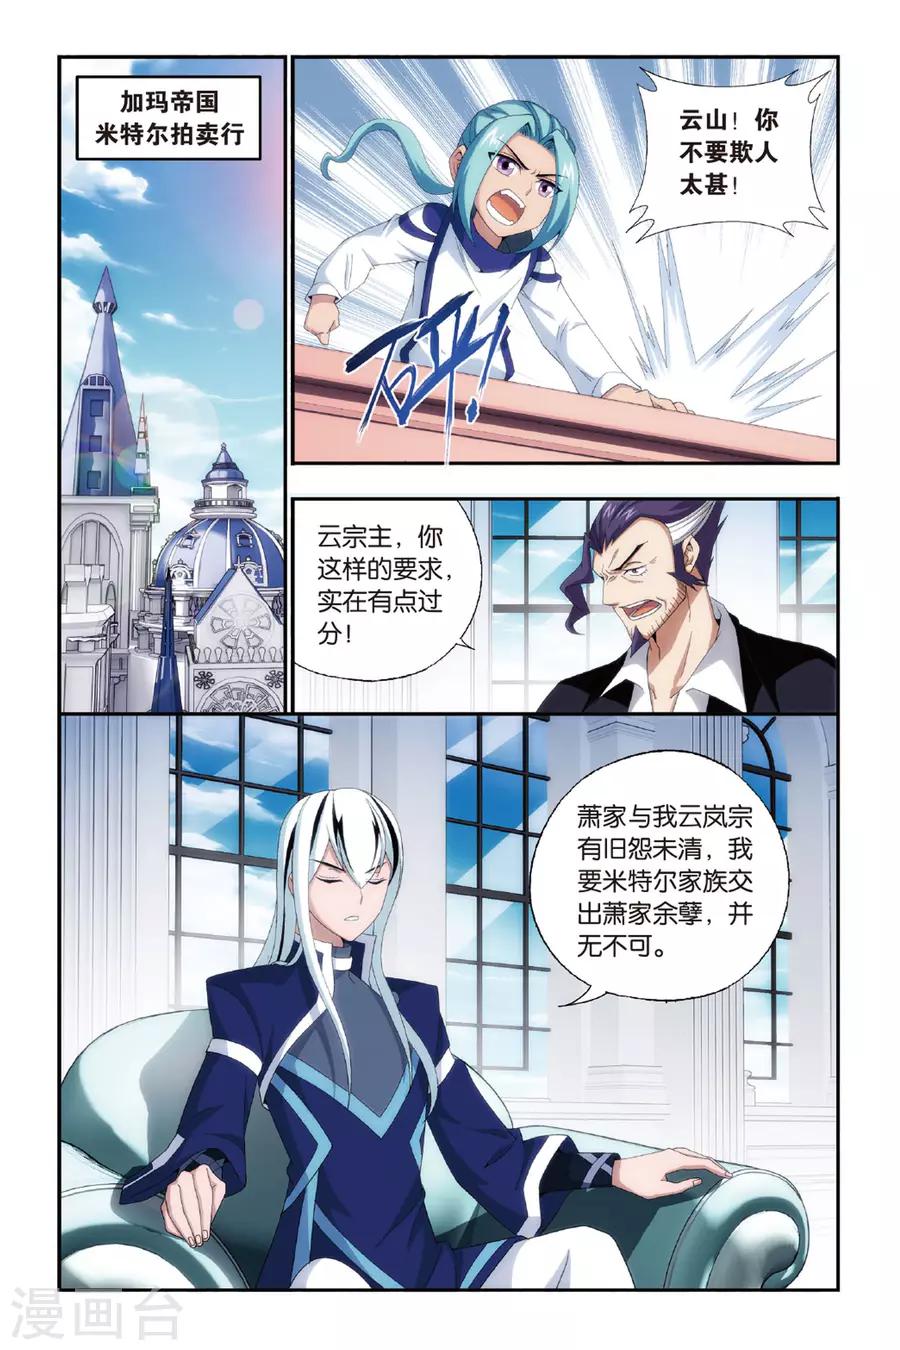 加玛帝国
米特尔拍卖行
云山！你
不要欺人
太甚！
砰！
云宗主，你
这样的要求，
实在有点过
分！
萧家与我云岚宗
有旧怨未清，我
要米特尔家族交
出萧家余孽，并
无不可。
漫画台